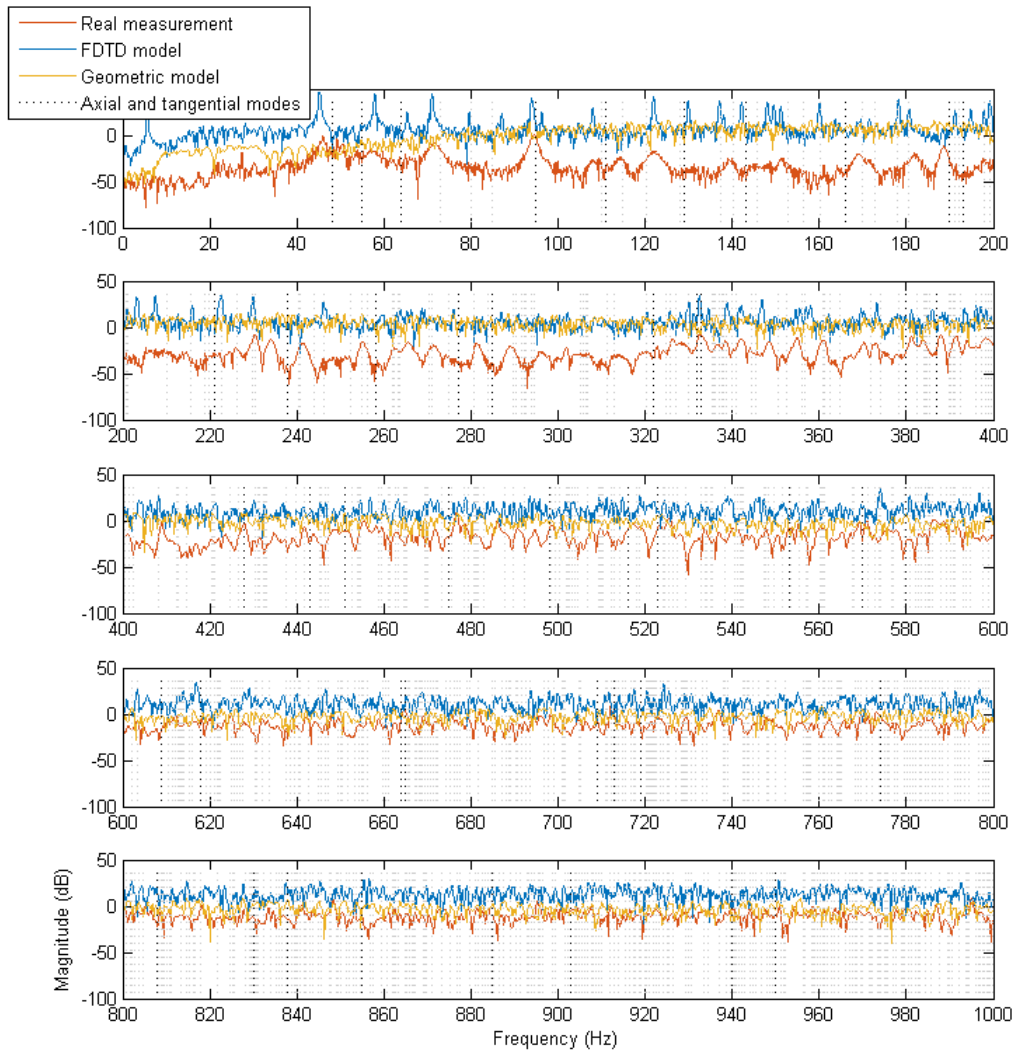 Real measurement
FDTD model
Geometric model
Axial and tangential modes
0
-50
-100
0 20 40 60 80 100 120 140 160 180 200
50
0
-50
-100
200 220 240 260 280 300 320 340 360 380 400
50
0
-50
-100
400 420 440 460 480 500 520 540 560 580 600
50
0
-50
-100
600 620 640 660 680 700 720 740 760 780 800
50
0
-50
-100
Magnitude (dB)
800 820 840 860 880 900 920 940 960 980 1000
Frequency (Hz)